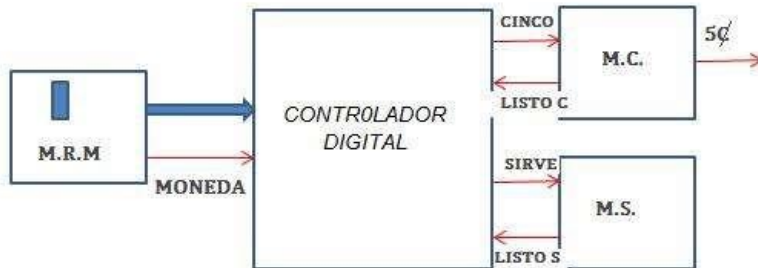 CINCO
5¢
M.C.
LISTO C
CONTR0LADOR
DIGITAL
M.R.M
MONEDA
SIRVE
M.S.
LISTO S